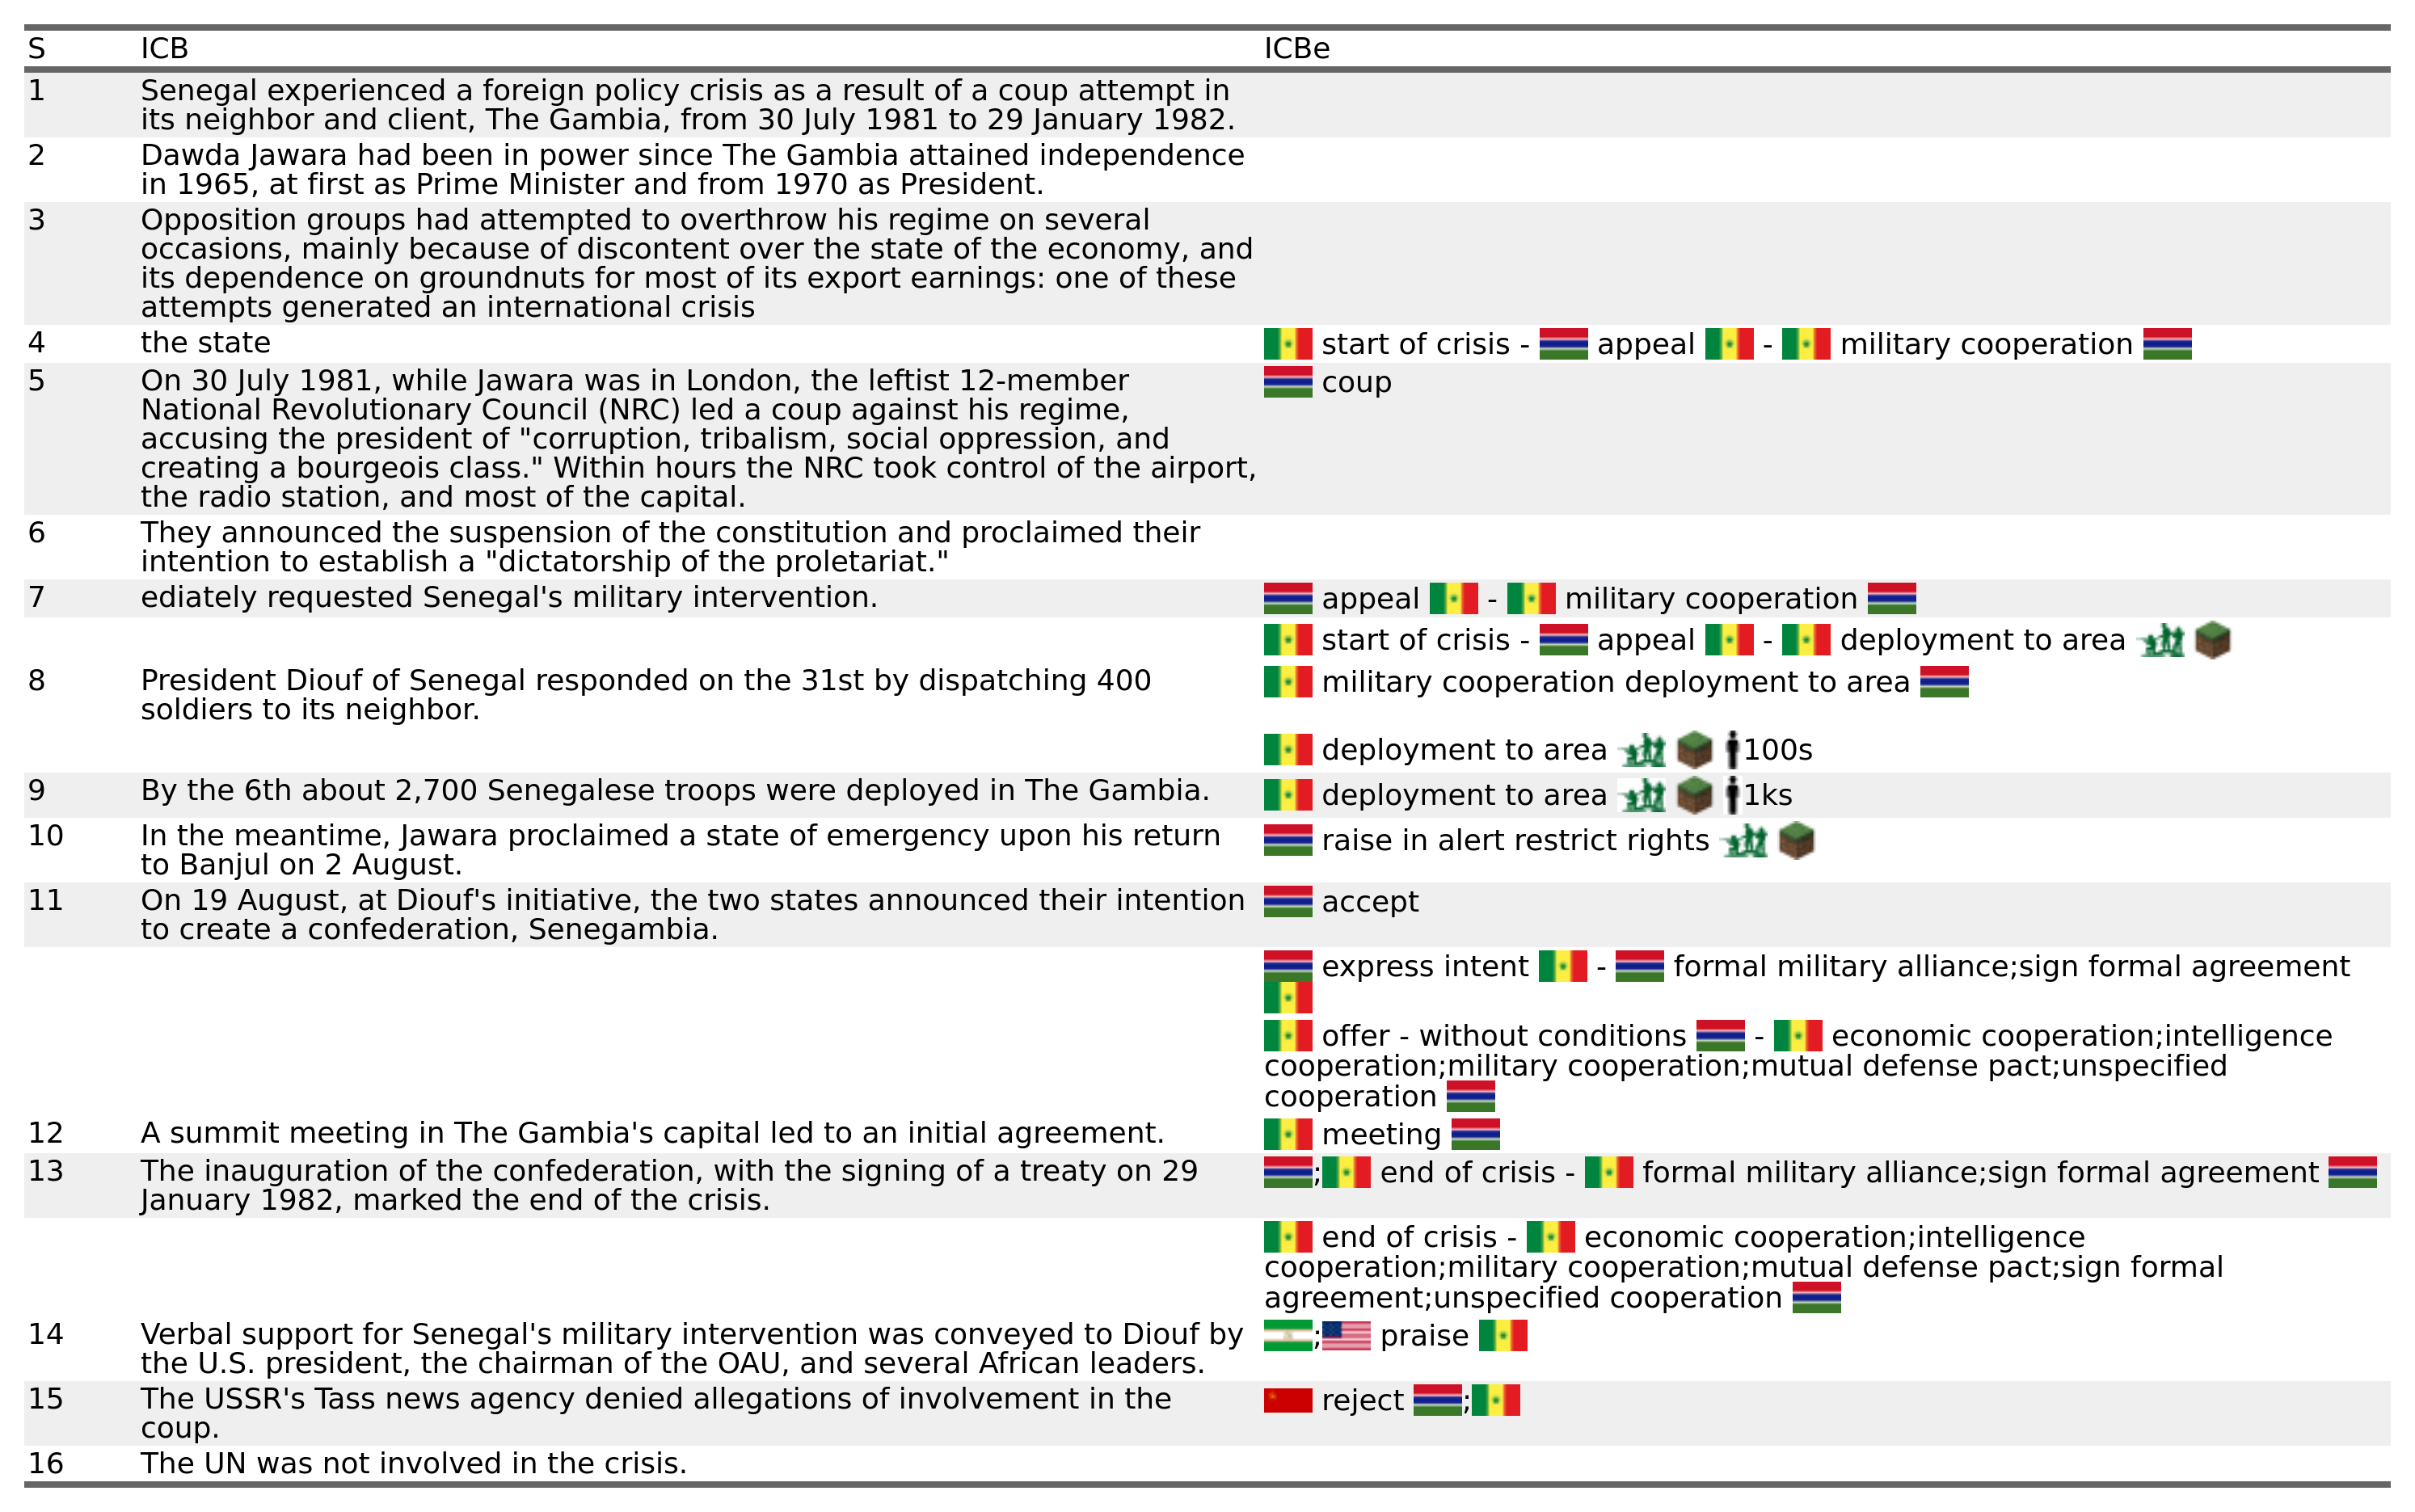 S ICB ICBe
1 Senegal experienced a foreign policy crisis as a result of a coup attempt in
its neighbor and client, The Gambia, from 30 July 1981 to 29 January 1982.
2 Dawda Jawara had been in power since The Gambia attained independence
in 1965, at first as Prime Minister and from 1970 as President.
3 Opposition groups had attempted to overthrow his regime on several
occasions, mainly because of discontent over the state of the economy, and
its dependence on groundnuts for most of its export earnings: one of these
attempts generated an international crisis
4 the state start of crisis - appeal - military cooperation
5 On 30 July 1981, while Jawara was in London, the leftist 12-member coup
National Revolutionary Council (NRC) led a coup against his regime,
accusing the president of "corruption, tribalism, social oppression, and
creating a bourgeois class." Within hours the NRC took control of the airport,
the radio station, and most of the capital.
6 They announced the suspension of the constitution and proclaimed their
intention to establish a "dictatorship of the proletariat."
7 ediately requested Senegal's military intervention. appeal - military cooperation
start of crisis - appeal - deployment to area
8 President Diouf of Senegal responded on the 31st by dispatching 400 military cooperation deployment to area
soldiers to its neighbor.
deployment to area 100s
9 By the 6th about 2,700 Senegalese troops were deployed in The Gambia. deployment to area 1ks
10 In the meantime, Jawara proclaimed a state of emergency upon his return raise in alert restrict rights
to Banjul on 2 August.
11 On 19 August, at Diouf's initiative, the two states announced their intention accept
to create a confederation, Senegambia.
express intent - formal military alliance;sign formal agreement
offer - without conditions - economic cooperation;intelligence
cooperation;military cooperation;mutual defense pact;unspecified
cooperation
12 A summit meeting in The Gambia's capital led to an initial agreement. meeting
13 The inauguration of the confederation, with the signing of a treaty on 29 ; end of crisis - formal military alliance;sign formal agreement
January 1982, marked the end of the crisis.
end of crisis - economic cooperation;intelligence
cooperation;military cooperation;mutual defense pact;sign formal
agreement;unspecified cooperation
14 Verbal support for Senegal's military intervention was conveyed to Diouf by ; praise
the U.S. president, the chairman of the OAU, and several African leaders.
15 The USSR's Tass news agency denied allegations of involvement in the reject ;
coup.
16 The UN was not involved in the crisis.